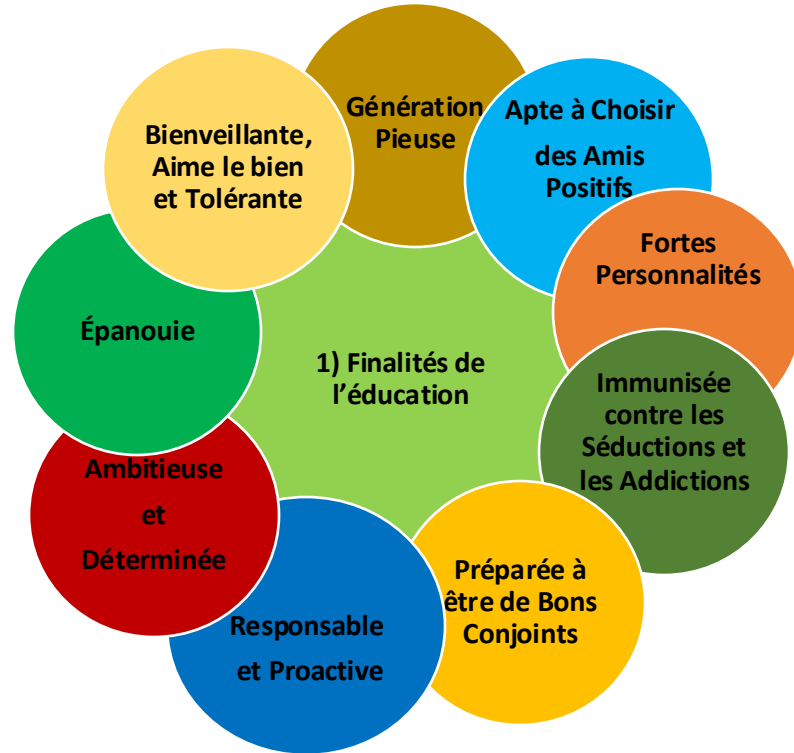 Génération
Pieuse
Apte à Choisir
des Amis
Positifs
Fortes
Personnalités
Immunisée
contre les
Séductions et
les Addictions
Préparée à
être de Bons
Conjoints
Responsable
et Proactive
Ambitieuse
et
Déterminée
Épanouie
Bienveillante,
Aime le bien
et Tolérante
1) Finalités de
l’éducation